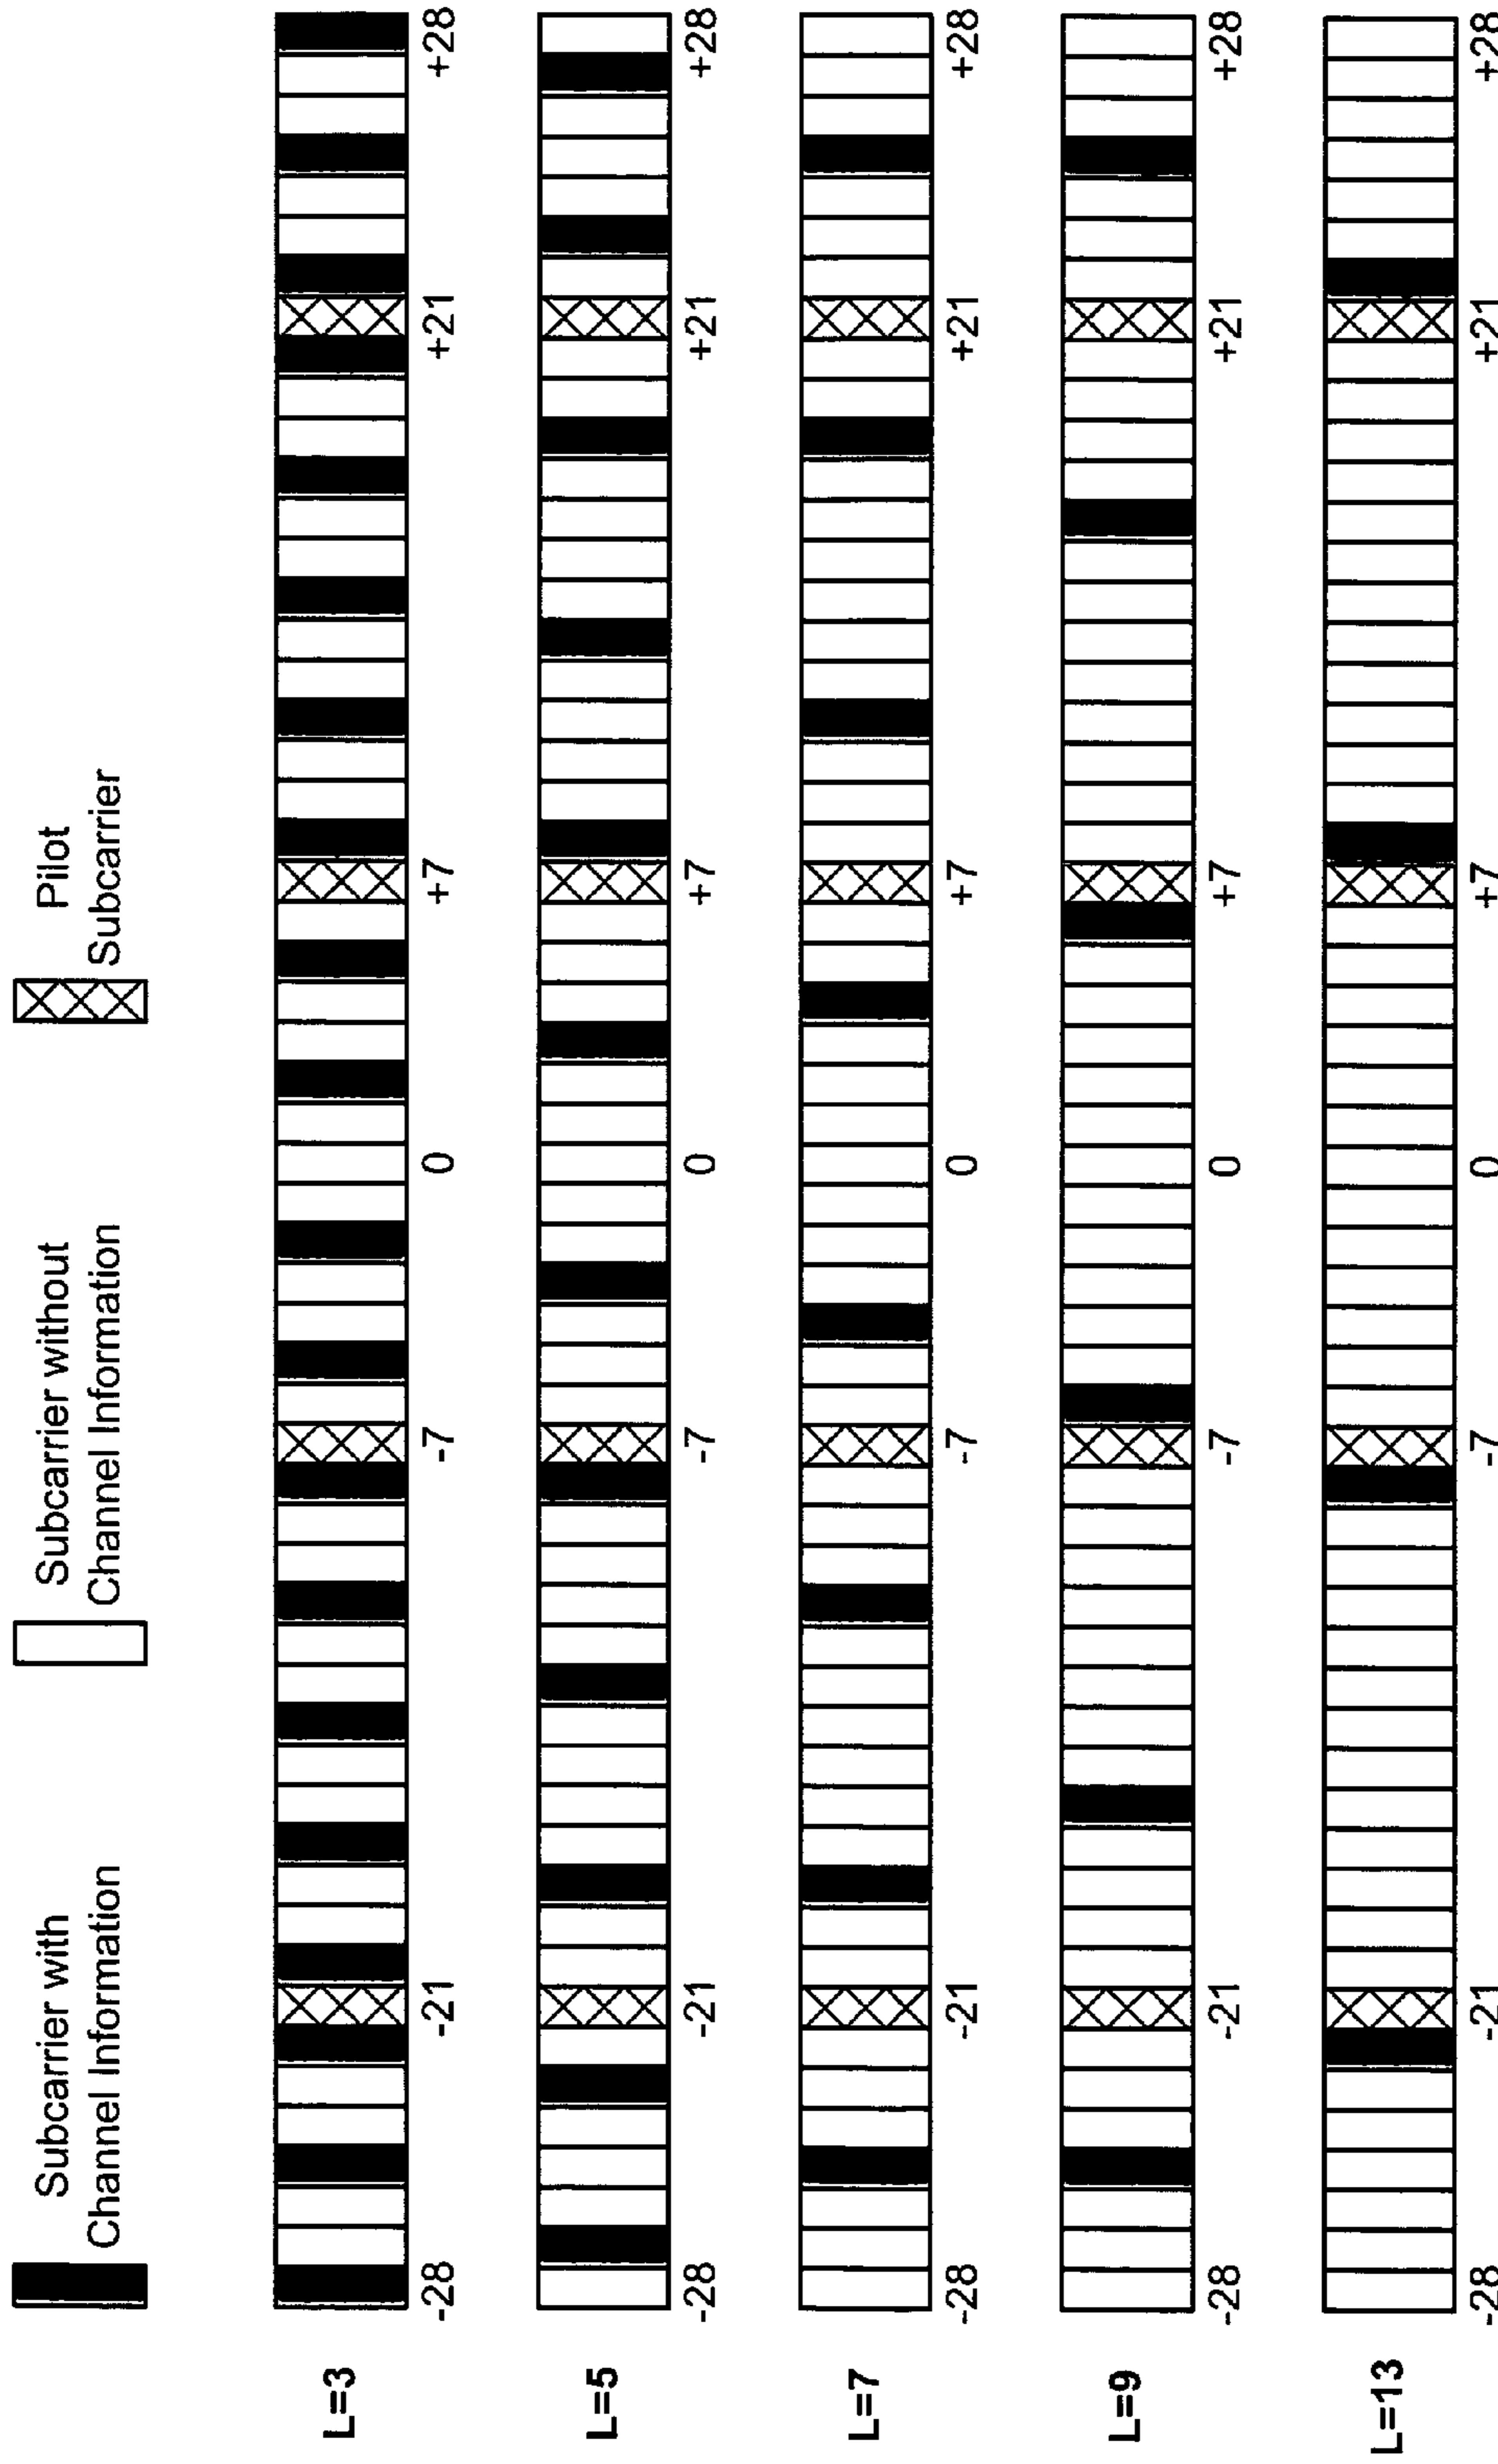 Subcarrier with
Channel Information
Subcarrier without
Channel Information
Pilot
Subcarrier
L=3
-28 -21 -7 0 +7 +21 +28
L=5
-28 -21 -7 0 +7 +21 +28
L=7
-28 -21 -7 0 +7 +21 +28
L=9
-28 -21 -7 0 +7 +21 +28
L=13
-28 -21 -7 0 +7 +21 +28